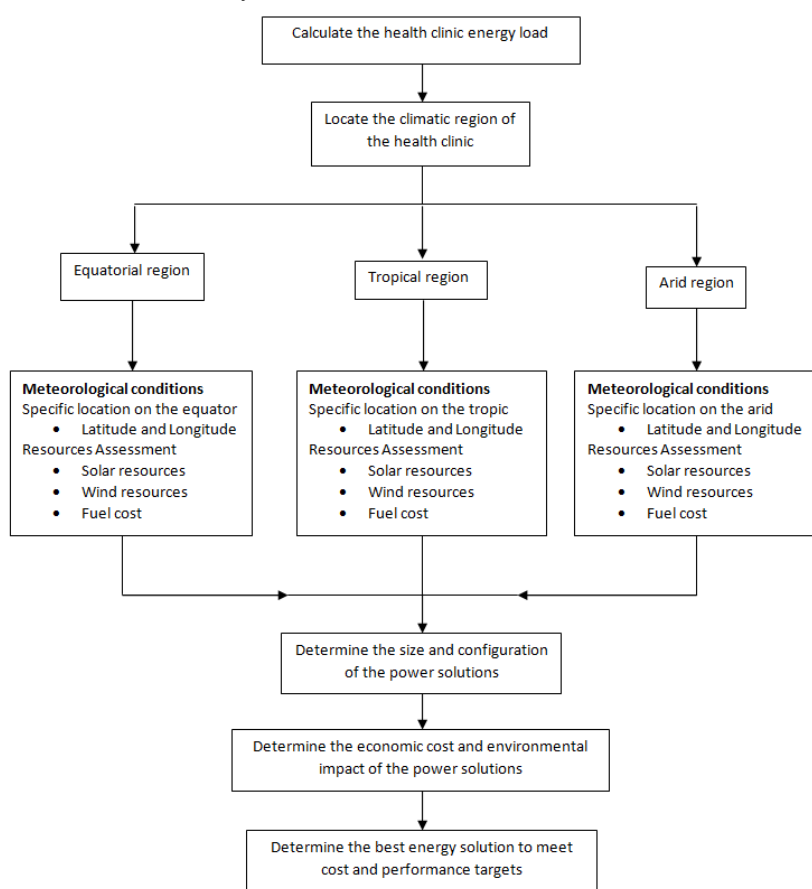 Calculate the health clinic energy load
Locate the climatic region of
the health clinic
Equatorial region
Tropical region
Arid region
Meteorological conditions
Specific location on the equator
• Latitude and Longitude
Resources Assessment
• Solar resources
• Wind resources
• Fuel cost
Meteorological conditions
Specific location on the tropic
• Latitude and Longitude
Resources Assessment
• Solar resources
• Wind resources
• Fuel cost
Meteorological conditions
Specific location on the arid
• Latitude and Longitude
Resources Assessment
• Solar resources
• Wind resources
• Fuel cost
Determine the size and configuration
of the power solutions
Determine the economic cost and environmental
impact of the power solutions
Determine the best energy solution to meet
cost and performance targets